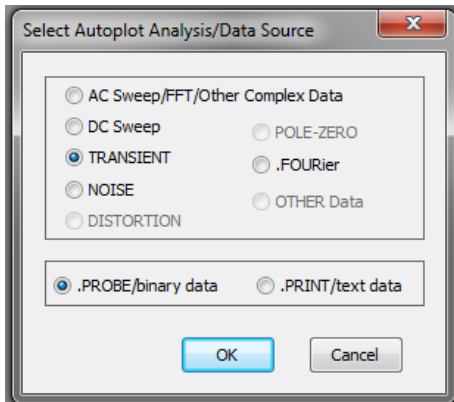 Select Autoplot Analysis/Data Source
AC Sweep/FFT/Other Complex Data
DC Sweep
POLE-ZERO
TRANSIENT
.FOURier
NOISE
OTHER Data
DISTORTION
.PROBE/binary data
.PRINT/text data
OK
Cancel